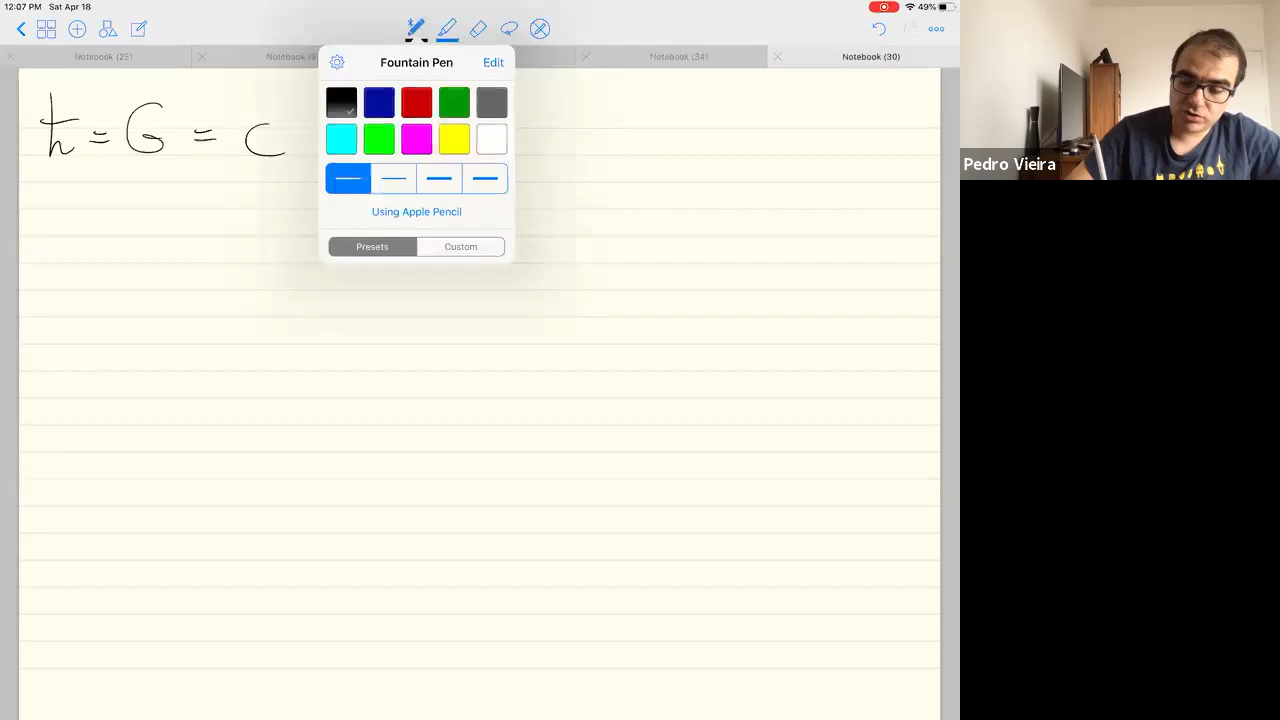 12:07 PM Sat Apr 18
49%
Notebook (25)
Notebook (3
Notebook (34)
Notebook (30)
Fountain Pen
Edit
ħ = G = c
Using Apple Pencil
Presets
Custom
Pedro Vieira